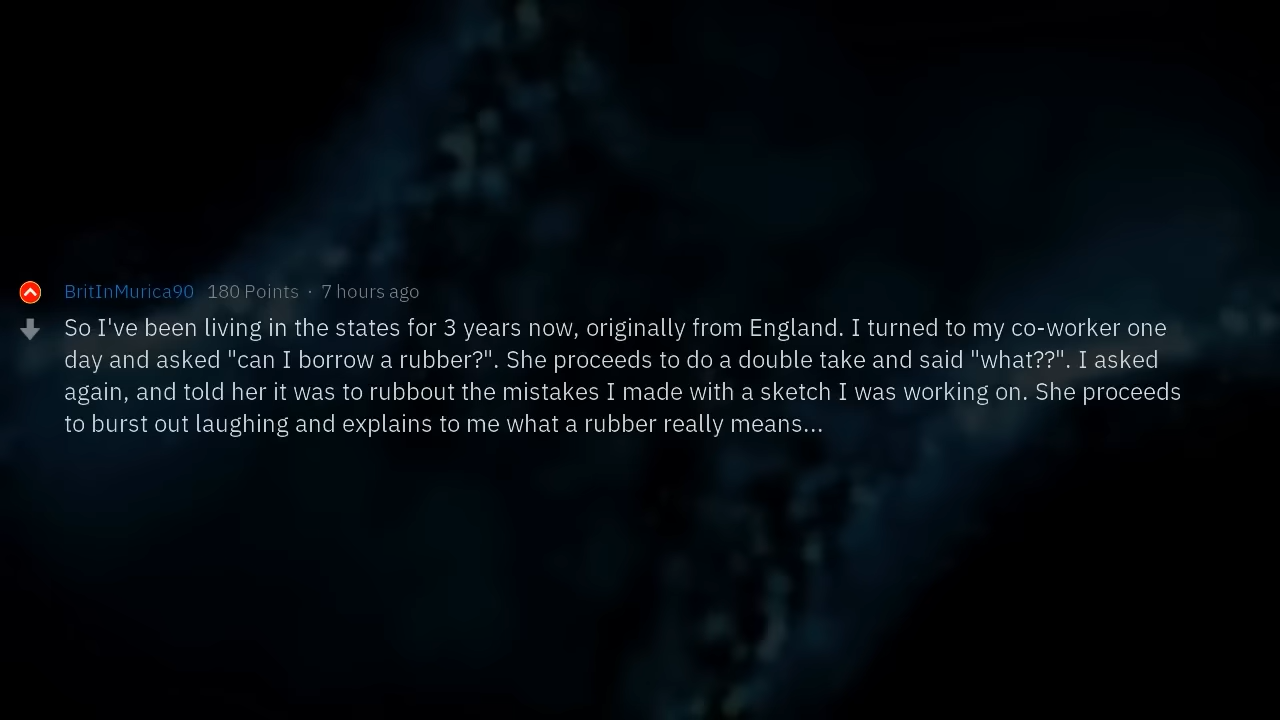 BritInMurica90 180 Points · 7 hours ago
So I've been living in the states for 3 years now, originally from England. I turned to my co-worker one
day and asked "can I borrow a rubber?". She proceeds to do a double take and said "what??". I asked
again, and told her it was to rubbout the mistakes I made with a sketch I was working on. She proceeds
to burst out laughing and explains to me what a rubber really means...